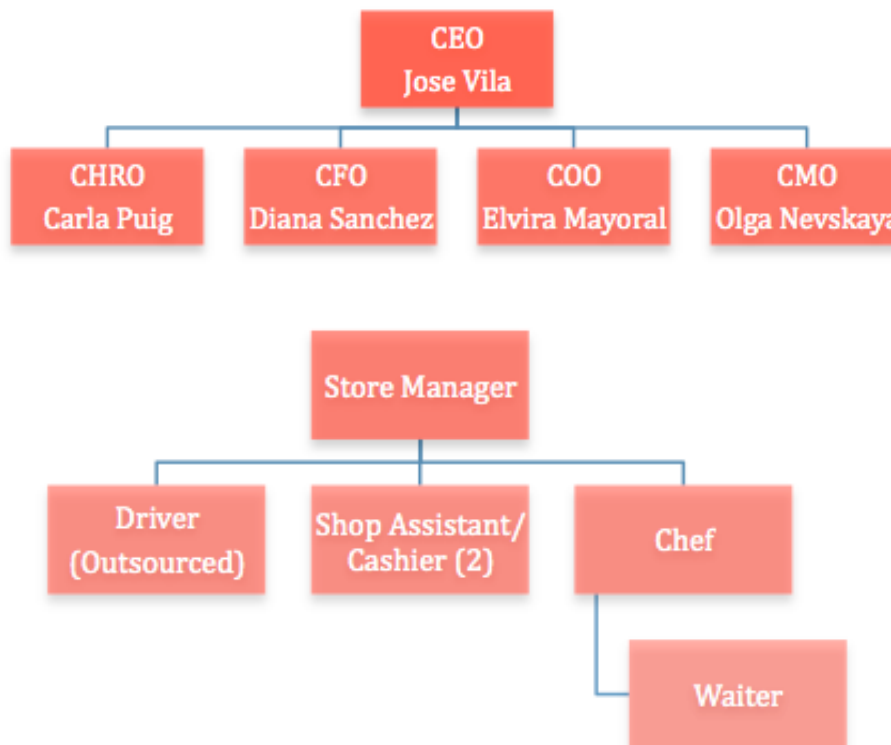 CEO
Jose Vila
CHRO
Carla Puig
CFO
Diana Sanchez
COO
Elvira Mayoral
CMO
Olga Nevskaya
Store Manager
Driver
(Outsourced)
Shop Assistant/
Cashier (2)
Chef
Waiter